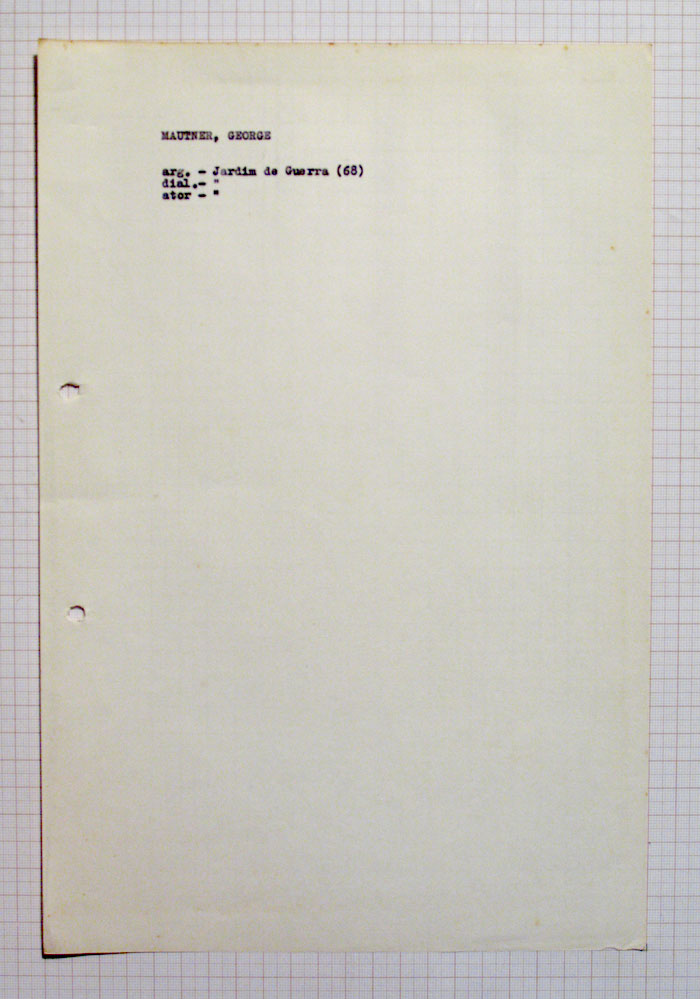 MAUTNER, GEORGE
arg. - Jardim de Guerra (68)
dial.- "
ator - "